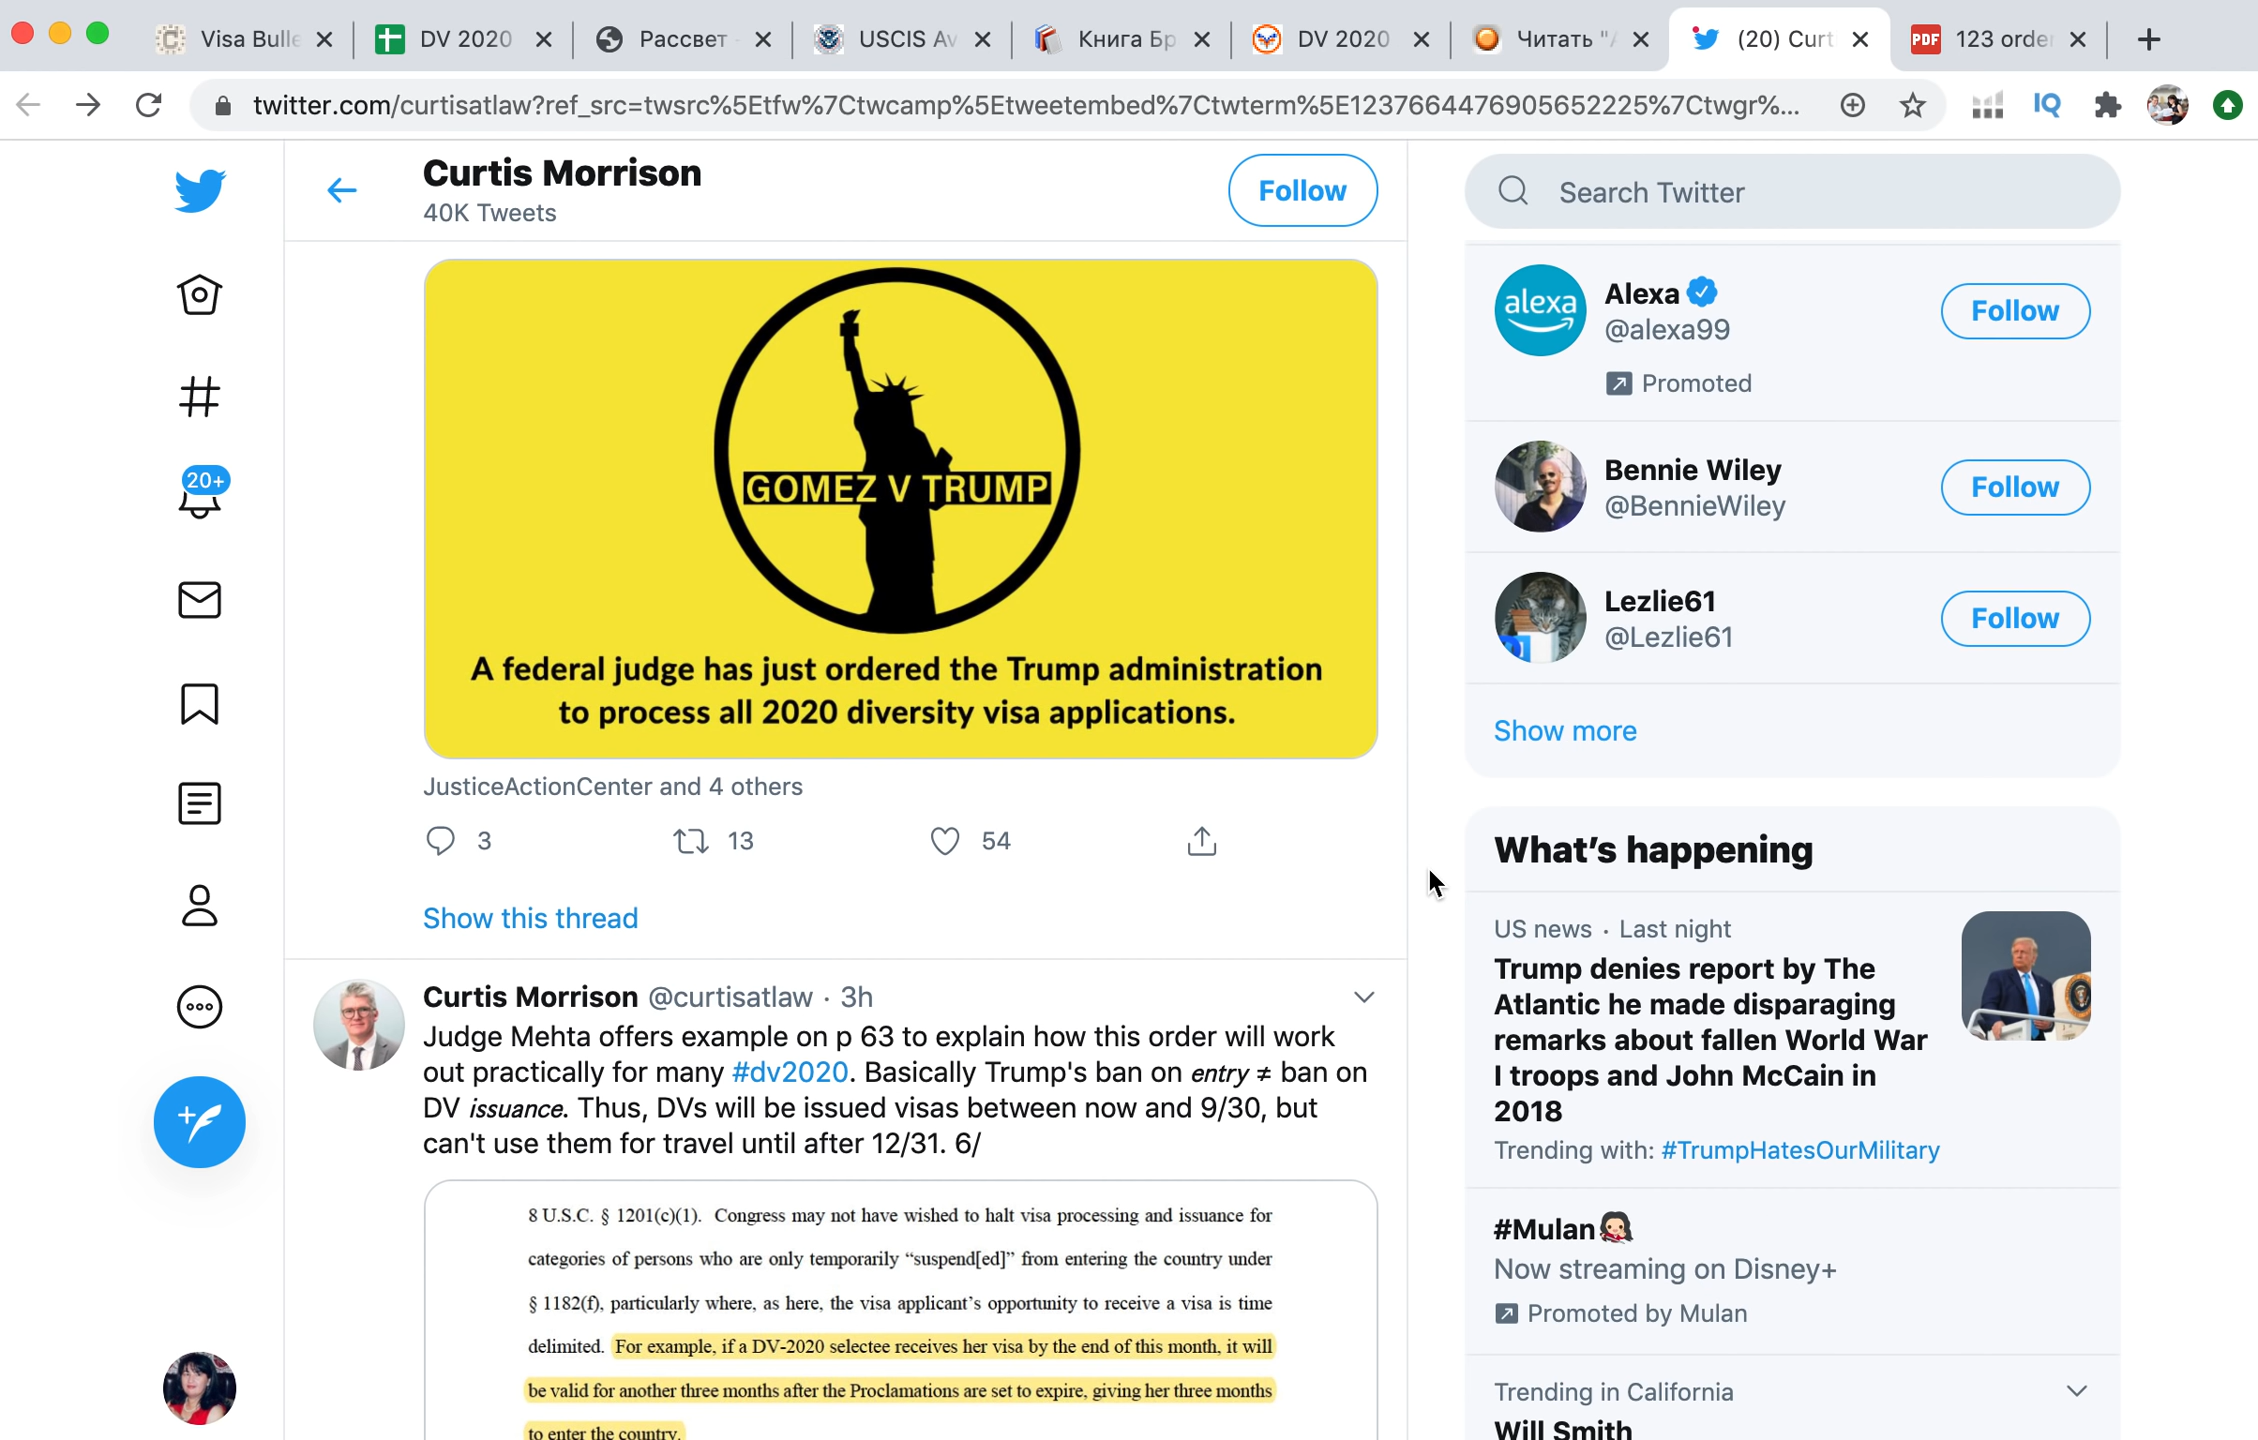 Visa Bulle
DV 2020
Рассвет -
USCIS Av
Книга Бр
DV 2020
Читать "А
(20) Curt
PDF
123 orde
twitter.com/curtisatlaw?ref_src=twsrc%5Etfw%7Ctwcamp%5Etweetembed%7Ctwterm%5E1237664476905652225%7Ctwgr%...
IQ
Curtis Morrison
40K Tweets
Follow
GOMEZ V TRUMP
A federal judge has just ordered the Trump administration
to process all 2020 diversity visa applications.
JusticeActionCenter and 4 others
3
13
54
Show this thread
20+
Curtis Morrison @curtisatlaw · 3h
Judge Mehta offers example on p 63 to explain how this order will work
out practically for many #dv2020. Basically Trump's ban on entry ≠ ban on
DV issuance. Thus, DVs will be issued visas between now and 9/30, but
can't use them for travel until after 12/31. 6/
8 U.S.C. § 1201(c)(1). Congress may not have wished to halt visa processing and issuance for
categories of persons who are only temporarily “suspend[ed]” from entering the country under
§ 1182(f), particularly where, as here, the visa applicant’s opportunity to receive a visa is time
delimited. For example, if a DV-2020 selectee receives her visa by the end of this month, it will
be valid for another three months after the Proclamations are set to expire, giving her three months
to enter the country.
Search Twitter
alexa
Alexa
@alexa99
Follow
Promoted
Bennie Wiley
@BennieWiley
Follow
Lezlie61
@Lezlie61
Follow
Show more
What’s happening
US news · Last night
Trump denies report by The
Atlantic he made disparaging
remarks about fallen World War
I troops and John McCain in
2018
Trending with: #TrumpHatesOurMilitary
#Mulan
Now streaming on Disney+
Promoted by Mulan
Trending in California
Will Smith